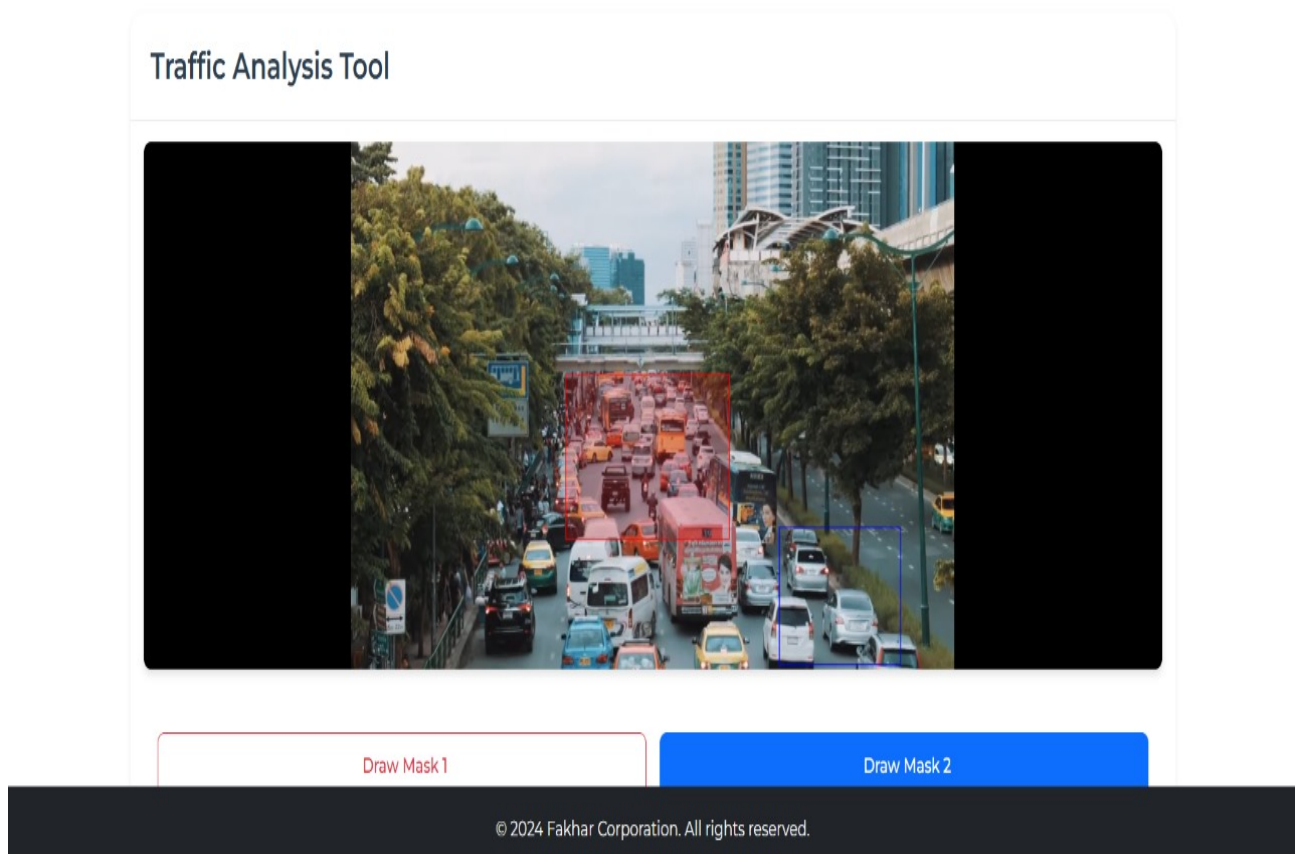 Traffic Analysis Tool
Draw Mask 1
Draw Mask 2
© 2024 Fakhar Corporation. All rights reserved.